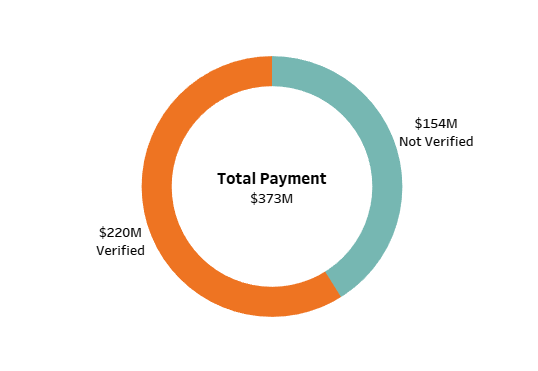 $154M
Not Verified
Total Payment
$373M
$220M
Verified